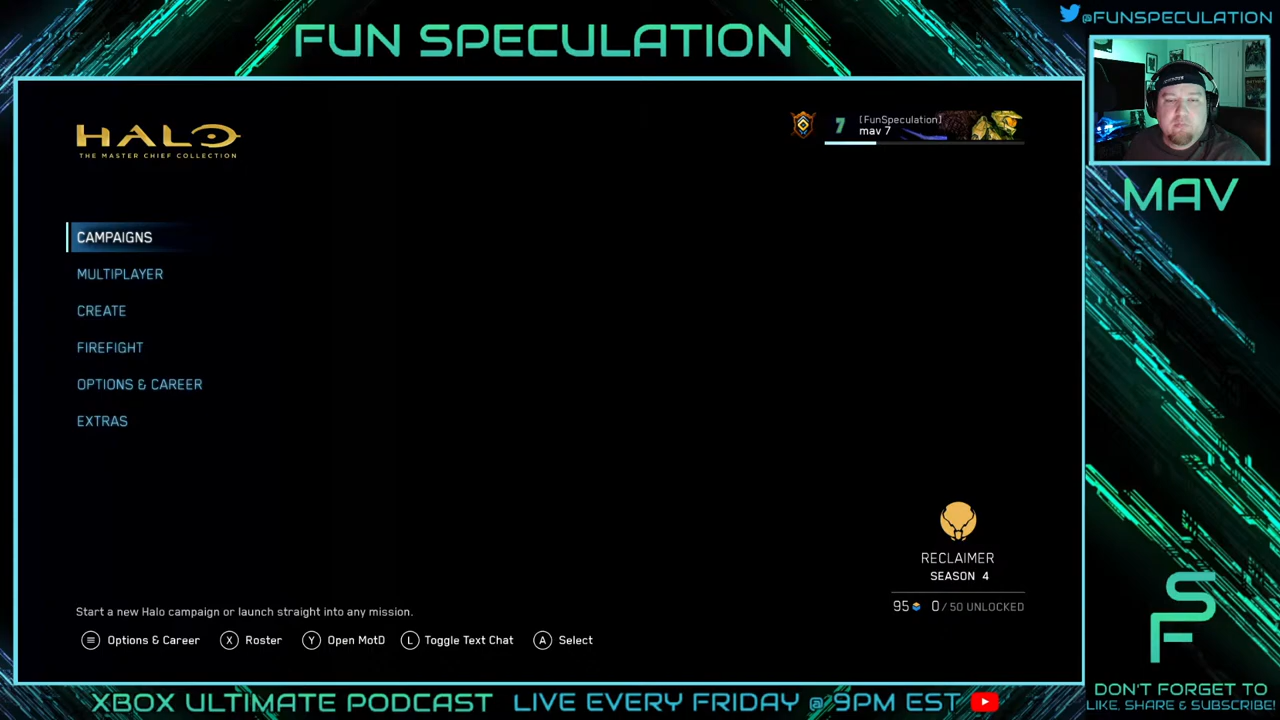 FUN SPECULATION
@FUNSPECULATION
HALO
THE MASTER CHIEF COLLECTION
7
[FunSpeculation]
mav 7
MAV
CAMPAIGNS
MULTIPLAYER
CREATE
FIREFIGHT
OPTIONS & CAREER
EXTRAS
RECLAIMER
SEASON 4
95 0/50 UNLOCKED
Start a new Halo campaign or launch straight into any mission.
Options & Career X Roster Y Open MotD L Toggle Text Chat A Select
SF
DON'T FORGET TO
LIKE, SHARE & SUBSCRIBE!
XBOX ULTIMATE PODCAST LIVE EVERY FRIDAY @ 9PM EST